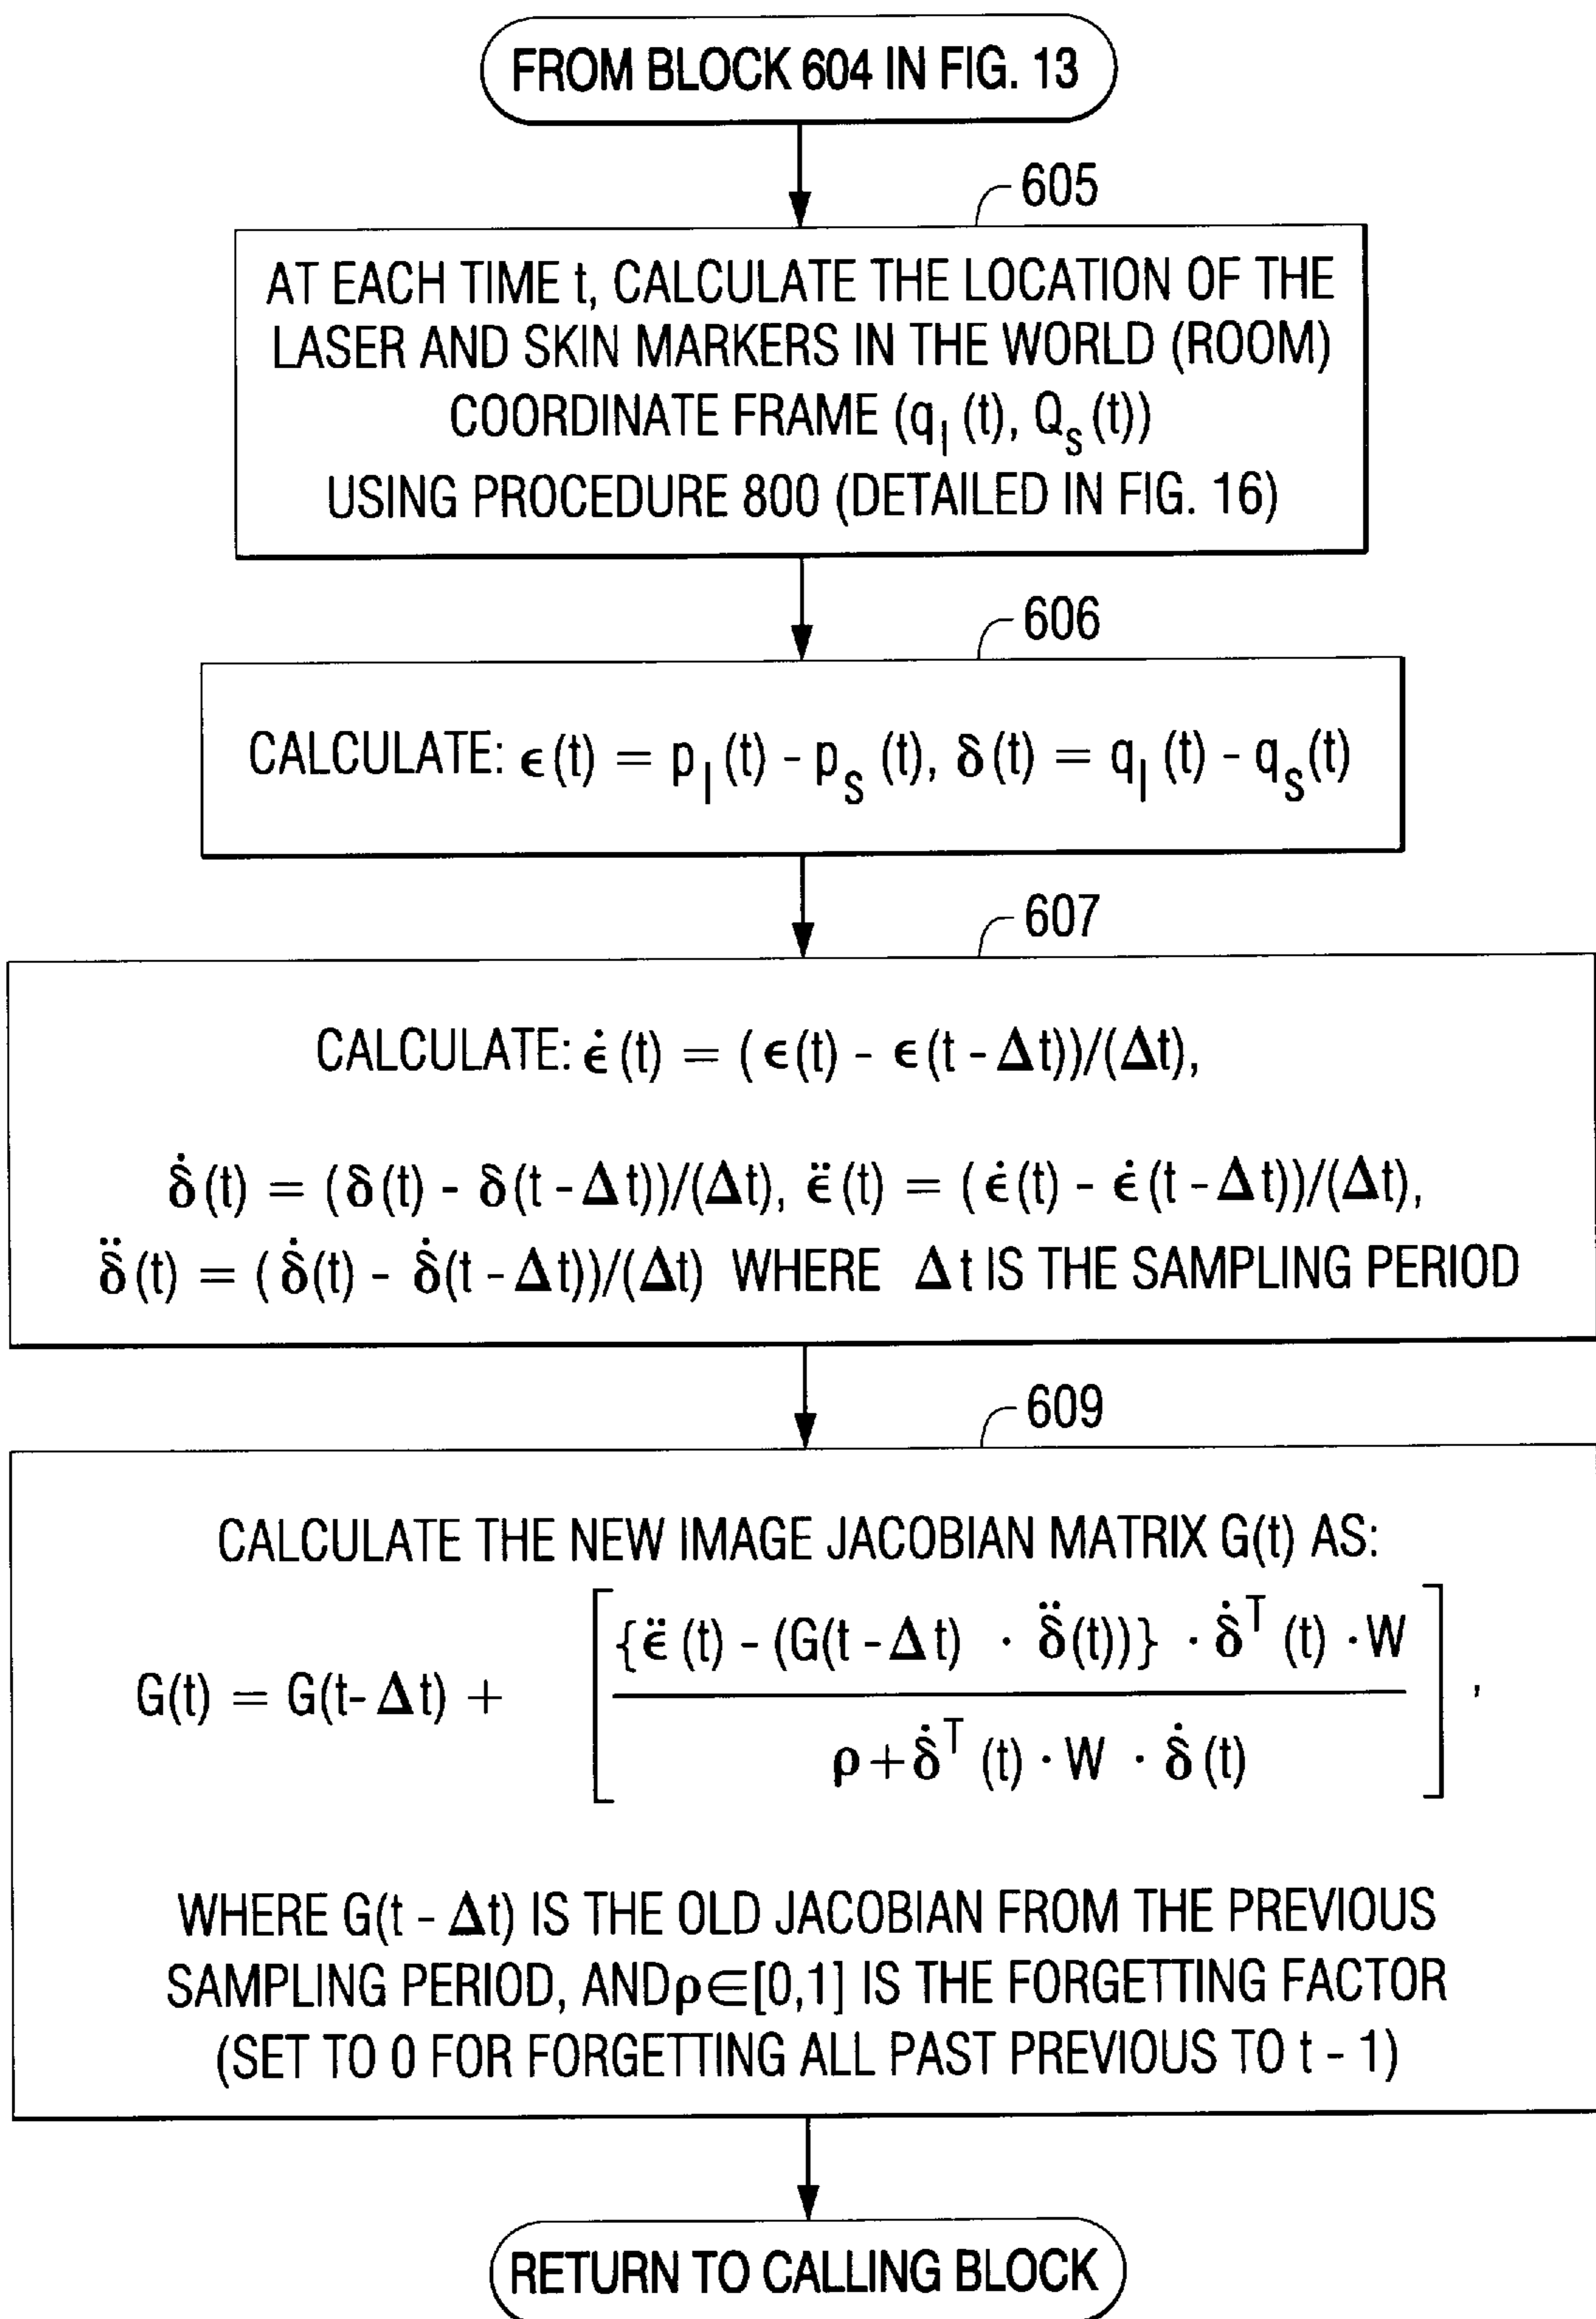 FROM BLOCK 604 IN FIG. 13
605
AT EACH TIME t, CALCULATE THE LOCATION OF THE
LASER AND SKIN MARKERS IN THE WORLD (ROOM)
COORDINATE FRAME (q_l (t), Q_s (t))
USING PROCEDURE 800 (DETAILED IN FIG. 16)
606
CALCULATE: ϵ(t) = p_l (t) - p_s (t), δ(t) = q_l (t) - q_s(t)
607
CALCULATE: ϵ̇ (t) = (ϵ(t) - ϵ(t - Δt))/(Δt),
δ̇ (t) = (δ(t) - δ(t - Δt))/(Δt), ϵ̈ (t) = (ϵ̇(t) - ϵ̇ (t - Δt))/(Δt),
δ̈ (t) = (δ̇(t) - δ̇(t - Δt))/(Δt) WHERE Δt IS THE SAMPLING PERIOD
609
CALCULATE THE NEW IMAGE JACOBIAN MATRIX G(t) AS:
G(t) = G(t- Δt) + [ {ϵ̈ (t) - (G(t - Δt) · δ̈(t))} · δ̇^T (t) · W / ρ + δ̇^T (t) · W · δ̇ (t) ] ,
WHERE G(t - Δt) IS THE OLD JACOBIAN FROM THE PREVIOUS
SAMPLING PERIOD, AND ρ∈[0,1] IS THE FORGETTING FACTOR
(SET TO 0 FOR FORGETTING ALL PAST PREVIOUS TO t - 1)
RETURN TO CALLING BLOCK